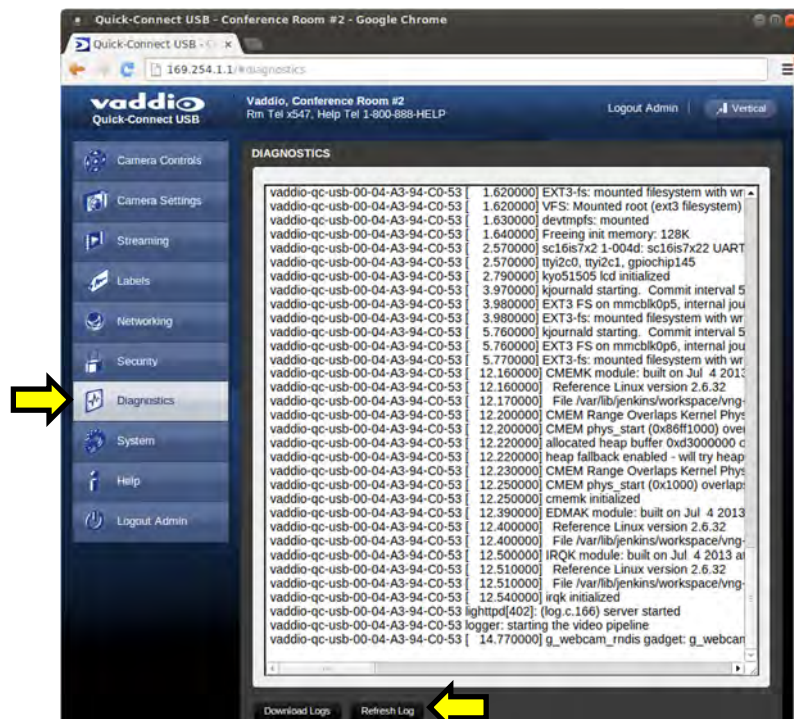 Quick-Connect USB - Conference Room #2 - Google Chrome
Quick-Connect USB - C
169.254.1.1/#diagnostics
vaddio
Quick-Connect USB
Vaddio, Conference Room #2
Rm Tel x547, Help Tel 1-800-888-HELP
Logout Admin
Vertical
Camera Controls
Camera Settings
Streaming
Labels
Networking
Security
Diagnostics
System
Help
Logout Admin
DIAGNOSTICS
vaddio-qc-usb-00-04-A3-94-C0-53 [ 1.620000] EXT3-fs: mounted filesystem with wr
vaddio-qc-usb-00-04-A3-94-C0-53 [ 1.620000] VFS: Mounted root (ext3 filesystem)
vaddio-qc-usb-00-04-A3-94-C0-53 [ 1.630000] devtmpfs: mounted
vaddio-qc-usb-00-04-A3-94-C0-53 [ 1.640000] Freeing init memory: 128K
vaddio-qc-usb-00-04-A3-94-C0-53 [ 2.570000] sc16is7x2 1-004d: sc16is7x22 UART
vaddio-qc-usb-00-04-A3-94-C0-53 [ 2.570000] ttyi2c0, ttyi2c1, gpiochip145
vaddio-qc-usb-00-04-A3-94-C0-53 [ 2.790000] kyo51505 lcd initialized
vaddio-qc-usb-00-04-A3-94-C0-53 [ 3.970000] kjournald starting. Commit interval 5
vaddio-qc-usb-00-04-A3-94-C0-53 [ 3.980000] EXT3 FS on mmcblk0p5, internal jou
vaddio-qc-usb-00-04-A3-94-C0-53 [ 3.980000] EXT3-fs: mounted filesystem with wr
vaddio-qc-usb-00-04-A3-94-C0-53 [ 5.760000] kjournald starting. Commit interval 5
vaddio-qc-usb-00-04-A3-94-C0-53 [ 5.760000] EXT3 FS on mmcblk0p6, internal jou
vaddio-qc-usb-00-04-A3-94-C0-53 [ 5.770000] EXT3-fs: mounted filesystem with wr
vaddio-qc-usb-00-04-A3-94-C0-53 [ 12.160000] CMEMK module: built on Jul 4 2013
vaddio-qc-usb-00-04-A3-94-C0-53 [ 12.160000] Reference Linux version 2.6.32
vaddio-qc-usb-00-04-A3-94-C0-53 [ 12.170000] File /var/lib/jenkins/workspace/vng-
vaddio-qc-usb-00-04-A3-94-C0-53 [ 12.200000] CMEM Range Overlaps Kernel Phys
vaddio-qc-usb-00-04-A3-94-C0-53 [ 12.200000] CMEM phys_start (0x86ff1000) over
vaddio-qc-usb-00-04-A3-94-C0-53 [ 12.220000] allocated heap buffer 0xd3000000 o
vaddio-qc-usb-00-04-A3-94-C0-53 [ 12.220000] heap fallback enabled - will try heap
vaddio-qc-usb-00-04-A3-94-C0-53 [ 12.230000] CMEM Range Overlaps Kernel Phys
vaddio-qc-usb-00-04-A3-94-C0-53 [ 12.250000] CMEM phys_start (0x1000) overlaps
vaddio-qc-usb-00-04-A3-94-C0-53 [ 12.250000] cmemk initialized
vaddio-qc-usb-00-04-A3-94-C0-53 [ 12.390000] EDMAK module: built on Jul 4 2013
vaddio-qc-usb-00-04-A3-94-C0-53 [ 12.400000] Reference Linux version 2.6.32
vaddio-qc-usb-00-04-A3-94-C0-53 [ 12.400000] File /var/lib/jenkins/workspace/vng-
vaddio-qc-usb-00-04-A3-94-C0-53 [ 12.500000] IRQK module: built on Jul 4 2013 at
vaddio-qc-usb-00-04-A3-94-C0-53 [ 12.510000] Reference Linux version 2.6.32
vaddio-qc-usb-00-04-A3-94-C0-53 [ 12.510000] File /var/lib/jenkins/workspace/vng-
vaddio-qc-usb-00-04-A3-94-C0-53 [ 12.540000] irqk initialized
vaddio-qc-usb-00-04-A3-94-C0-53 lighttpd[402]: (log.c.166) server started
vaddio-qc-usb-00-04-A3-94-C0-53 logger: starting the video pipeline
vaddio-qc-usb-00-04-A3-94-C0-53 [ 14.770000] g_webcam_rndis gadget: g_webcam
Download Logs
Refresh Log